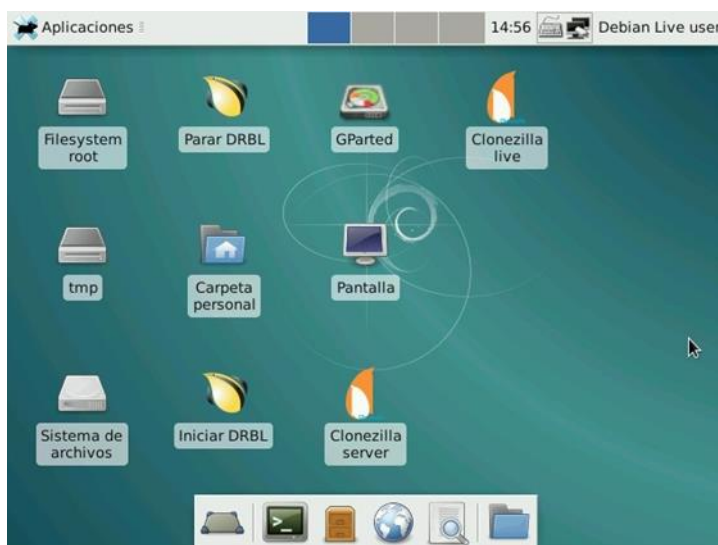 Aplicaciones
14:56
Debian Live user
Filesystem
root
Parar DRBL
GParted
Clonezilla
live
tmp
Carpeta
personal
Pantalla
Sistema de
archivos
Iniciar DRBL
Clonezilla
server